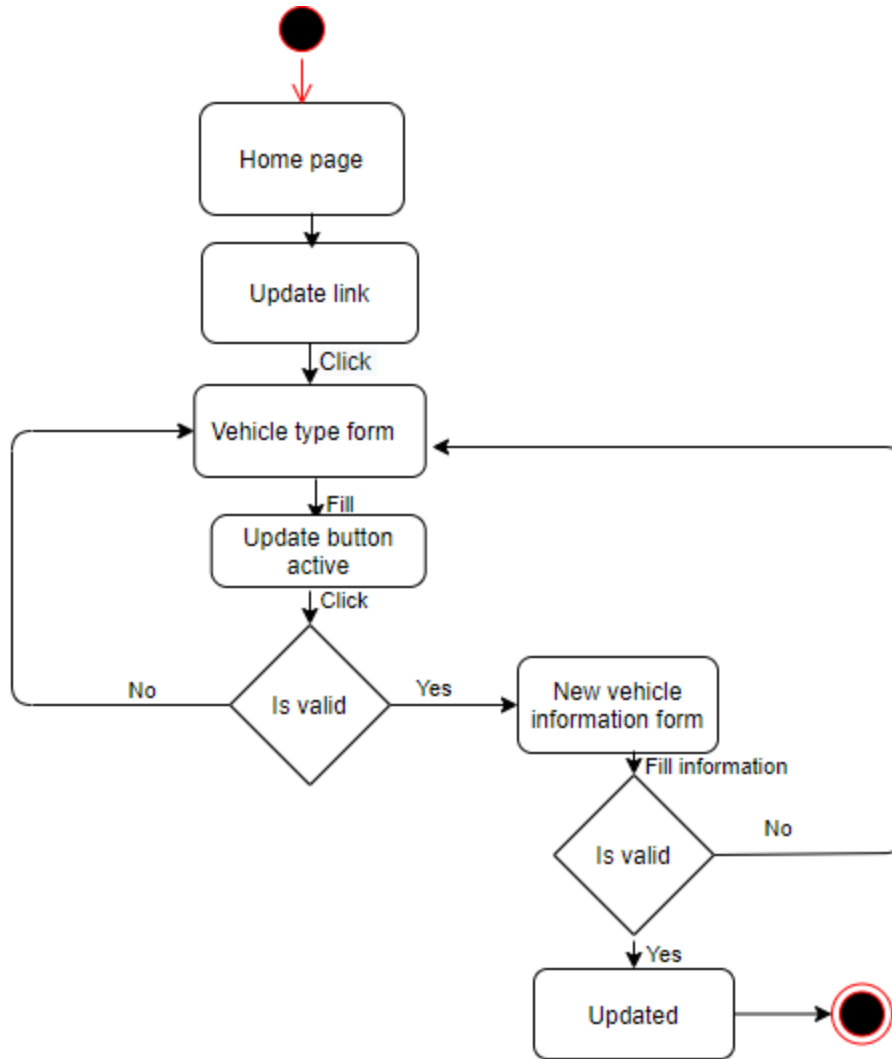 Home page
Update link
Click
Vehicle type form
Fill
Update button
active
Click
Is valid
No
Yes
New vehicle
information form
Fill information
Is valid
No
Yes
Updated